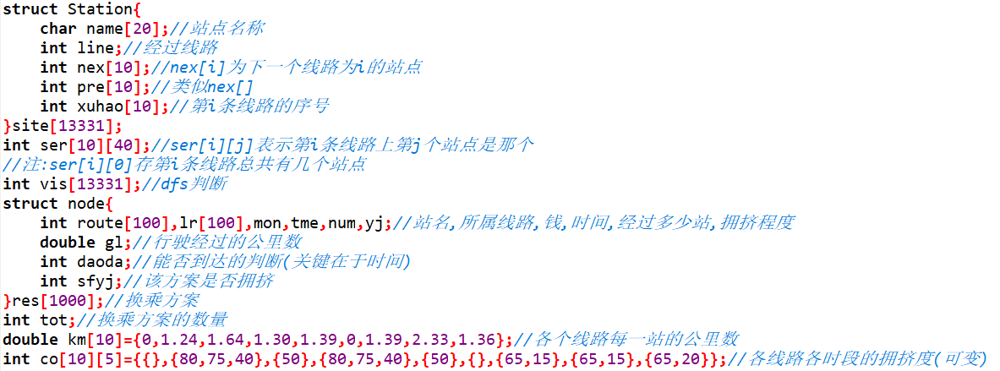 struct Station{
    char name[20];//站点名称
    int line;//经过线路
    int nex[10];//nex[i]为下一个线路为i的站点
    int pre[10];//类似nex[]
    int xuhao[10];//第i条线路的序号
}site[13331];
int ser[10][40];//ser[i][j]表示第i条线路上第j个站点是那个
//注:ser[i][0]存第i条线路总共有几个站点
int vis[13331];//dfs判断
struct node{
    int route[100],lr[100],mon,tme,num,yj;//站名,所属线路,钱,时间,经过多少站,拥挤程度
    double gl;//行驶经过的公里数
    int daoda;//能否到达的判断(关键在于时间)
    int sfyj;//该方案是否拥挤
}res[1000];//换乘方案
int tot;//换乘方案的数量
double km[10]={0,1.24,1.64,1.30,1.39,0,1.39,2.33,1.36};//各个线路每一站的公里数
int co[10][5]={{},{80,75,40},{50},{80,75,40},{50},{},{65,15},{65,15},{65,20}};//各线路各时段的拥挤度(可变)